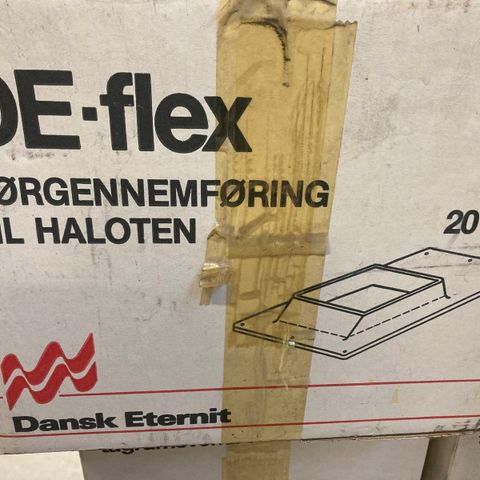 DE-flex
ØRGENNEMFØRING
IL HALOTEN
20
Dansk Eternit